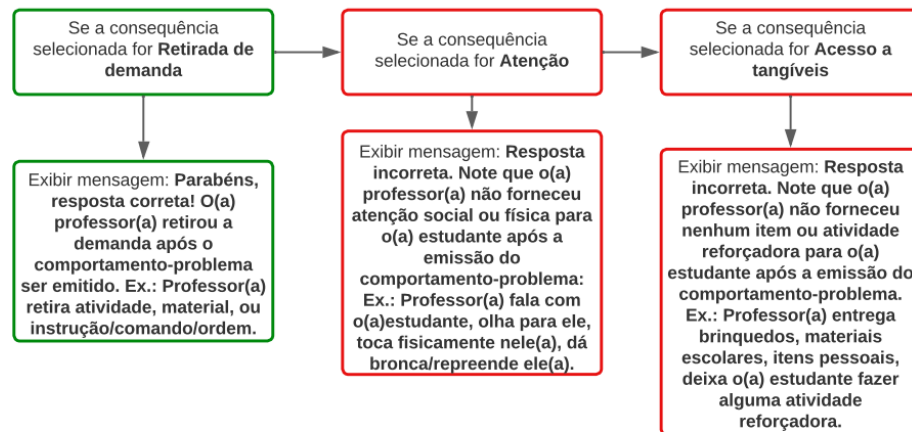 Se a consequência
selecionada for Retirada de
demanda
Se a consequência
selecionada for Atenção
Se a consequência
selecionada for Acesso a
tangíveis
Exibir mensagem: Parabéns,
resposta correta! O(a)
professor(a) retirou a
demanda após o
comportamento-problema
ser emitido. Ex.: Professor(a)
retira atividade, material, ou
instrução/comando/ordem.
Exibir mensagem: Resposta
incorreta. Note que o(a)
professor(a) não forneceu
atenção social ou física para
o(a) estudante após a
emissão do
comportamento-problema:
Ex.: Professor(a) fala com
o(a)estudante, olha para ele,
toca fisicamente nele(a), dá
bronca/repreende ele(a).
Exibir mensagem: Resposta
incorreta. Note que o(a)
professor(a) não forneceu
nenhum item ou atividade
reforçadora para o(a)
estudante após a emissão do
comportamento-problema.
Ex.: Professor(a) entrega
brinquedos, materiais
escolares, itens pessoais,
deixa o(a) estudante fazer
alguma atividade
reforçadora.